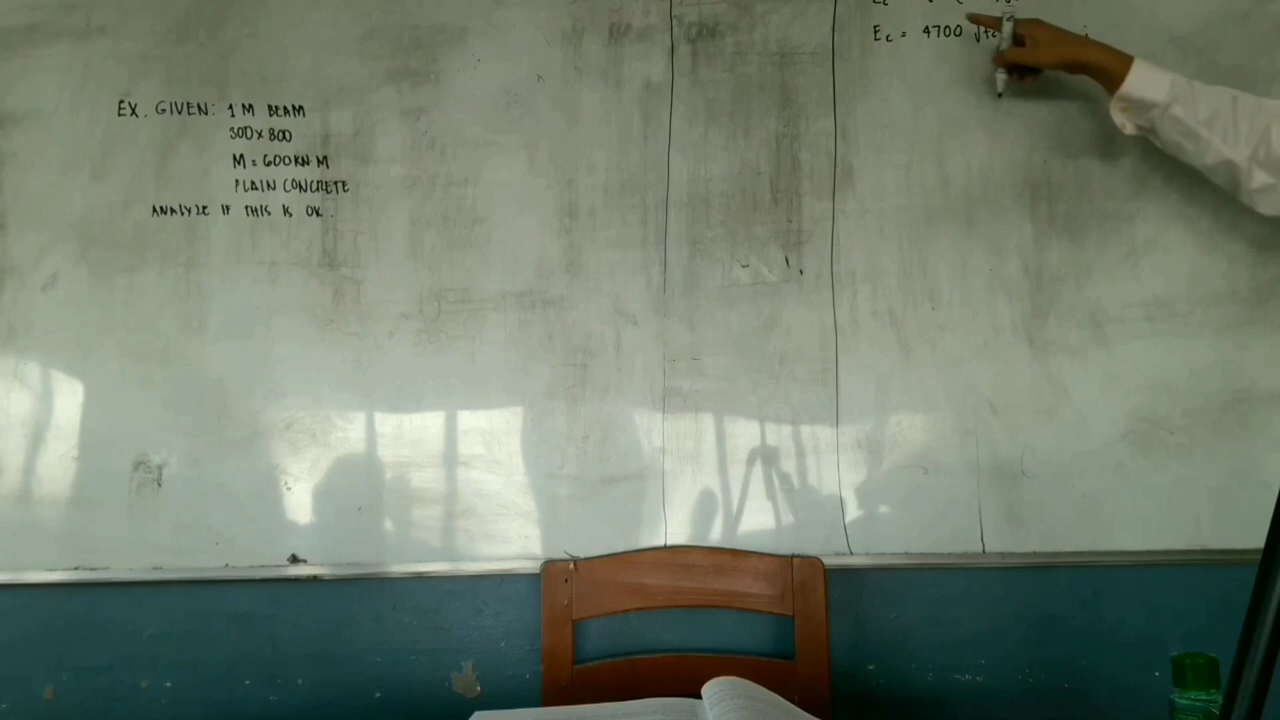 EX. GIVEN: 1 M BEAM
300 x 800
M = 600 KN·M
PLAIN CONCRETE
ANALYZE IF THIS IS OK.
Ec = 4700 √